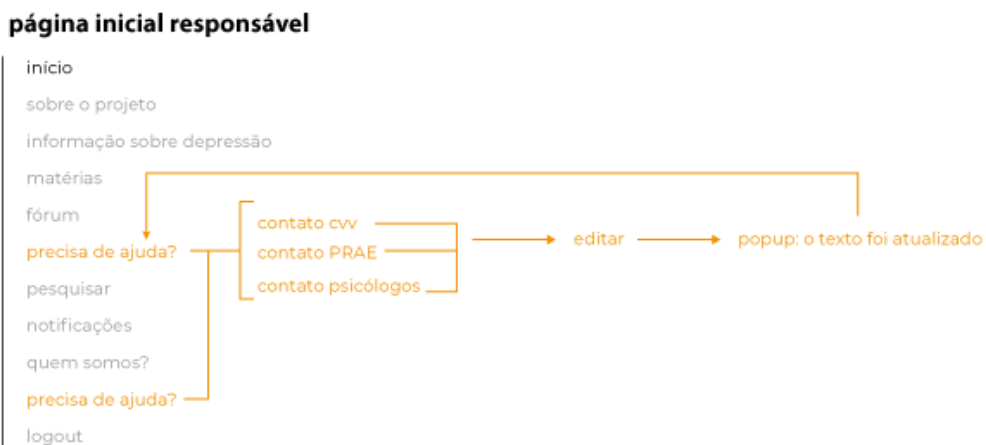 página inicial responsável
início
sobre o projeto
informação sobre depressão
matérias
fórum
precisa de ajuda?
contato cvv
contato PRAE
contato psicólogos
editar
popup: o texto foi atualizado
pesquisar
notificações
quem somos?
precisa de ajuda?
logout